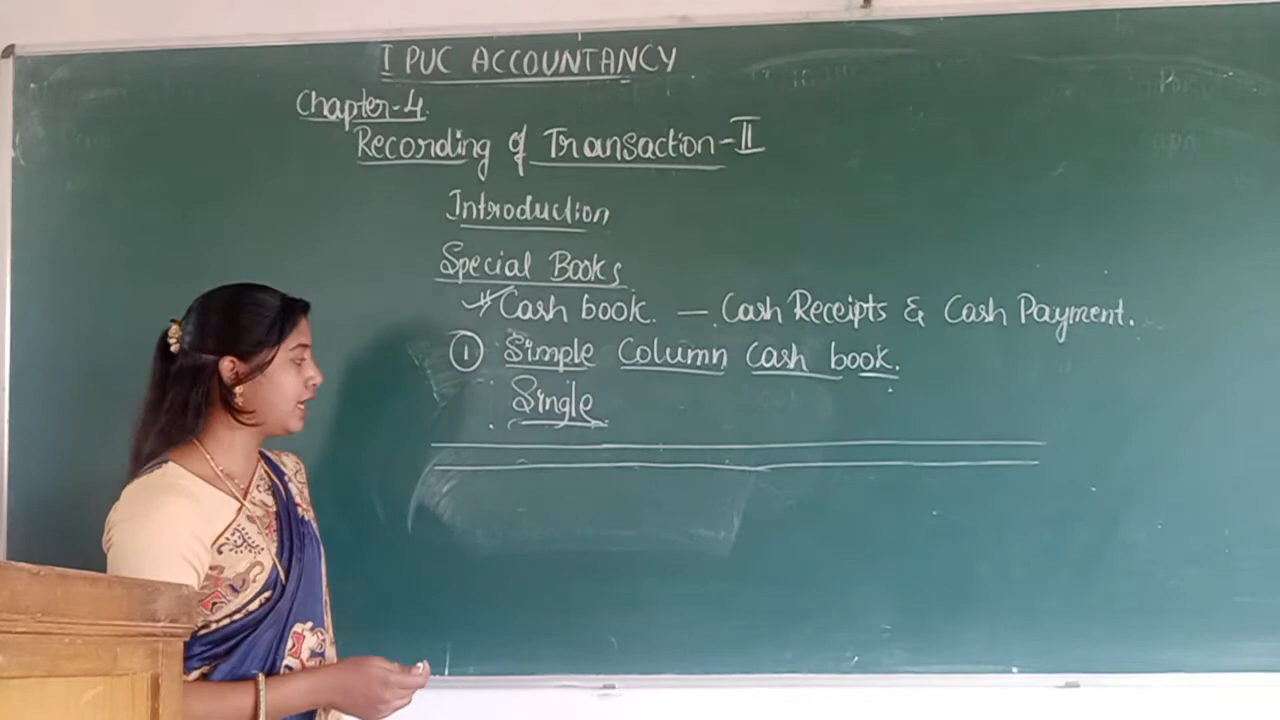 I PUC ACCOUNTANCY
Chapter-4
Recording of Transaction-II
Introduction
Special Books
Cash book. — Cash Receipts & Cash Payment.
① Simple Column Cash book.
Single